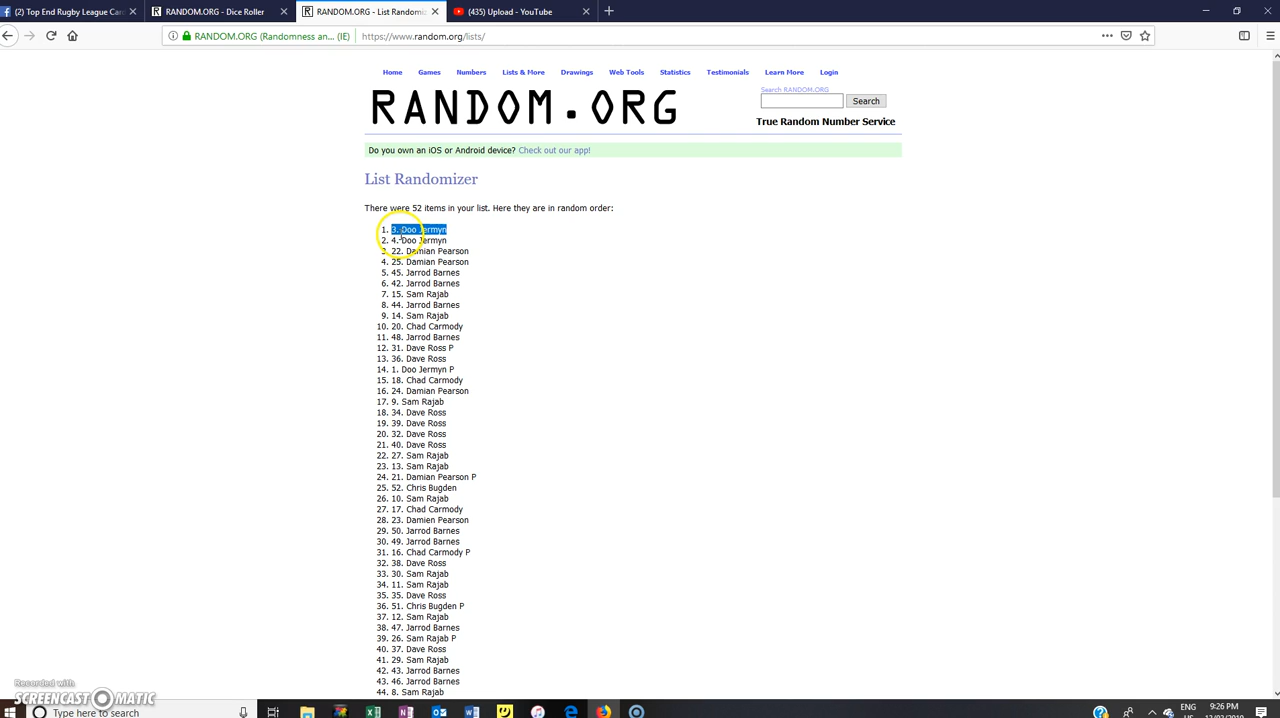 (2) Top End Rugby League Car
RANDOM.ORG - Dice Roller
RANDOM.ORG - List Randomizer
(435) Upload - YouTube
RANDOM.ORG (Randomness an... (IE)
https://www.random.org/lists/
Home Games Numbers Lists & More Drawings Web Tools Statistics Testimonials Learn More Login
RANDOM.ORG
Search RANDOM.ORG
Search
True Random Number Service
Do you own an iOS or Android device? Check out our app!
List Randomizer
There were 52 items in your list. Here they are in random order:
1. 3. Doo Jermyn
2. 4. Doo Jermyn
3. 22. Damian Pearson
4. 25. Damian Pearson
5. 45. Jarrod Barnes
6. 42. Jarrod Barnes
7. 15. Sam Rajab
8. 44. Jarrod Barnes
9. 14. Sam Rajab
10. 20. Chad Carmody
11. 48. Jarrod Barnes
12. 31. Dave Ross P
13. 36. Dave Ross
14. 1. Doo Jermyn P
15. 18. Chad Carmody
16. 24. Damian Pearson
17. 9. Sam Rajab
18. 34. Dave Ross
19. 39. Dave Ross
20. 32. Dave Ross
21. 40. Dave Ross
22. 27. Sam Rajab
23. 13. Sam Rajab
24. 21. Damian Pearson P
25. 52. Chris Bugden
26. 10. Sam Rajab
27. 17. Chad Carmody
28. 23. Damien Pearson
29. 50. Jarrod Barnes
30. 49. Jarrod Barnes
31. 16. Chad Carmody P
32. 38. Dave Ross
33. 30. Sam Rajab
34. 11. Sam Rajab
35. 35. Dave Ross
36. 51. Chris Bugden P
37. 12. Sam Rajab
38. 47. Jarrod Barnes
39. 26. Sam Rajab P
40. 37. Dave Ross
41. 29. Sam Rajab
42. 43. Jarrod Barnes
43. 46. Jarrod Barnes
44. 8. Sam Rajab
Recorded with
SCREENCAST-O-MATIC
Type here to search
9:26 PM